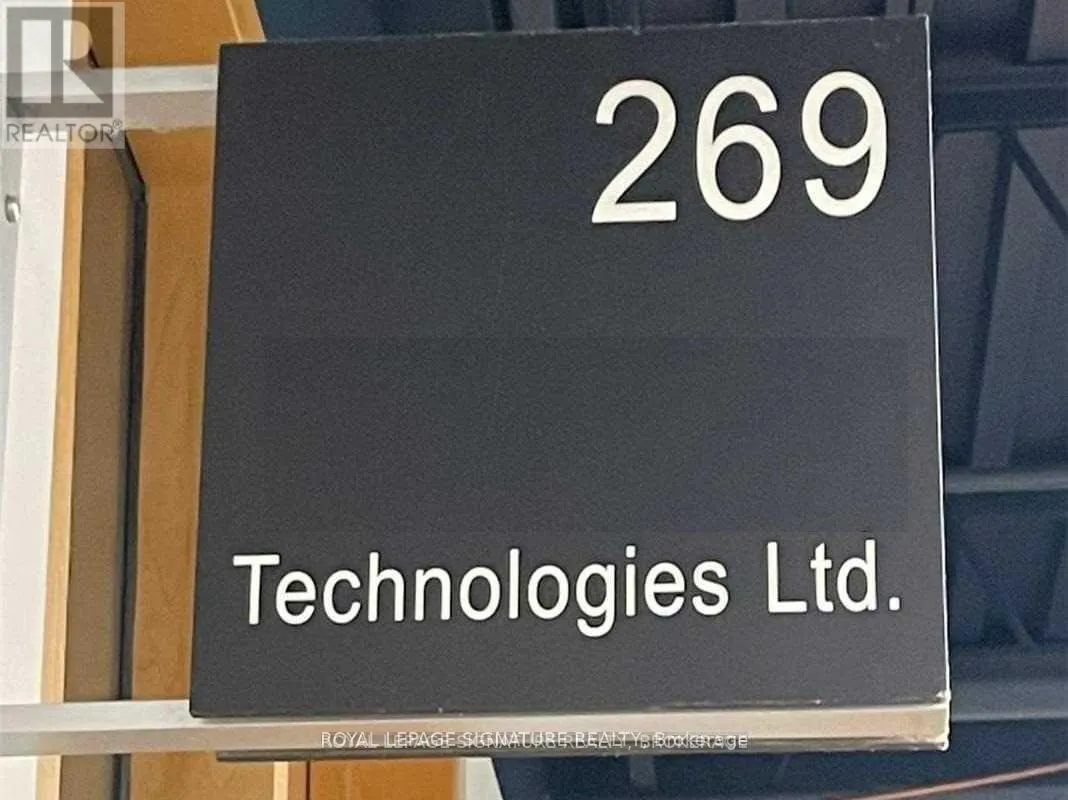 R
REALTOR®
269
Technologies Ltd.
ROYAL LEPAGE SIGNATURE REALTY, Brokerage